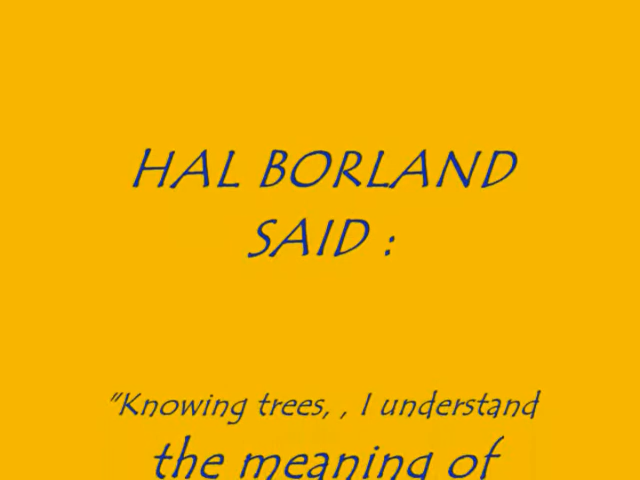 HAL BORLAND
SAID :
"Knowing trees, , I understand
the meaning of